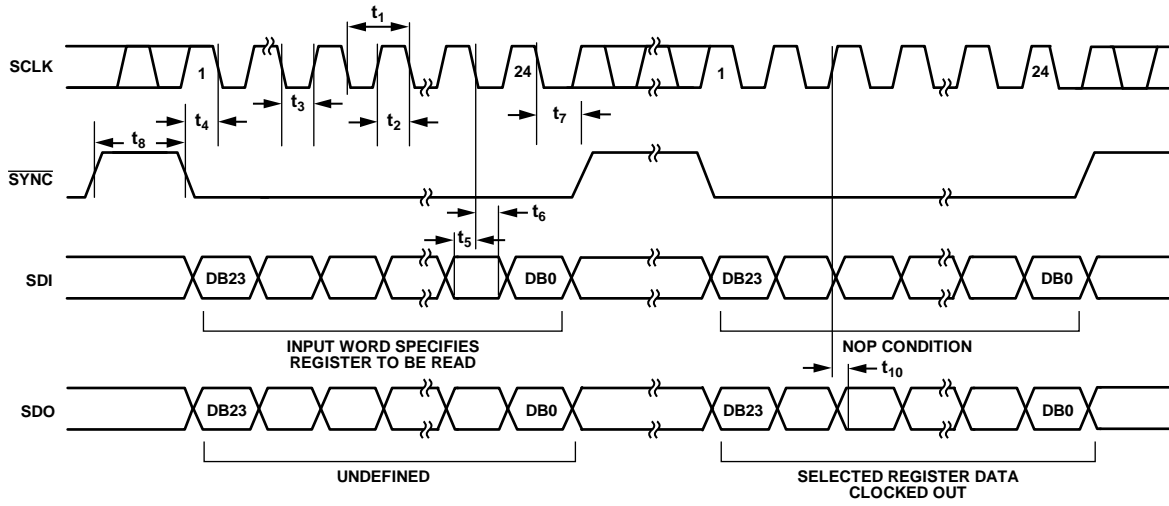 t1
SCLK
1
24
1
24
t3
t7
t4
t2
t8
SYNC
t6
t5
SDI
DB23
DB0
DB23
DB0
INPUT WORD SPECIFIES
REGISTER TO BE READ
NOP CONDITION
t10
SDO
DB23
DB0
DB23
DB0
UNDEFINED
SELECTED REGISTER DATA
CLOCKED OUT